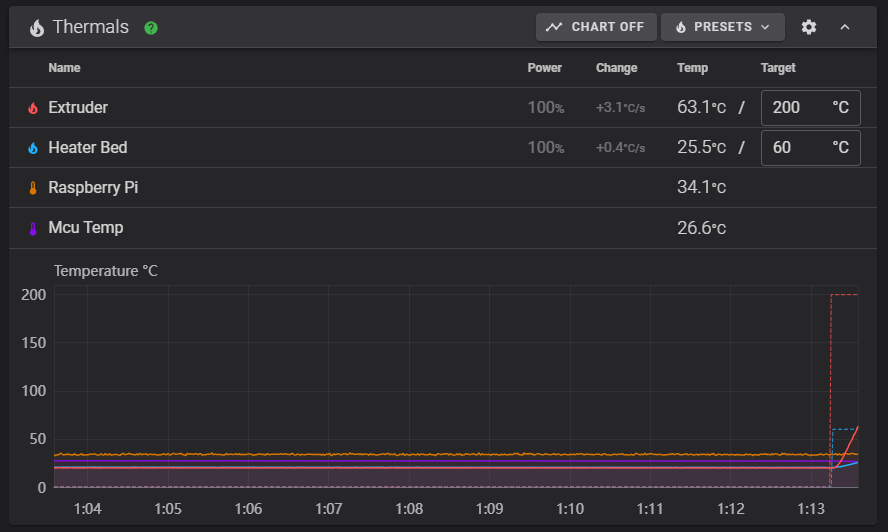 Thermals ? CHART OFF PRESETS
Name Power Change Temp Target
Extruder 100% +3.1°C/s 63.1°C / 200 °C
Heater Bed 100% +0.4°C/s 25.5°C / 60 °C
Raspberry Pi 34.1°C
Mcu Temp 26.6°C
Temperature °C
200
150
100
50
0
1:04 1:05 1:06 1:07 1:08 1:09 1:10 1:11 1:12 1:13